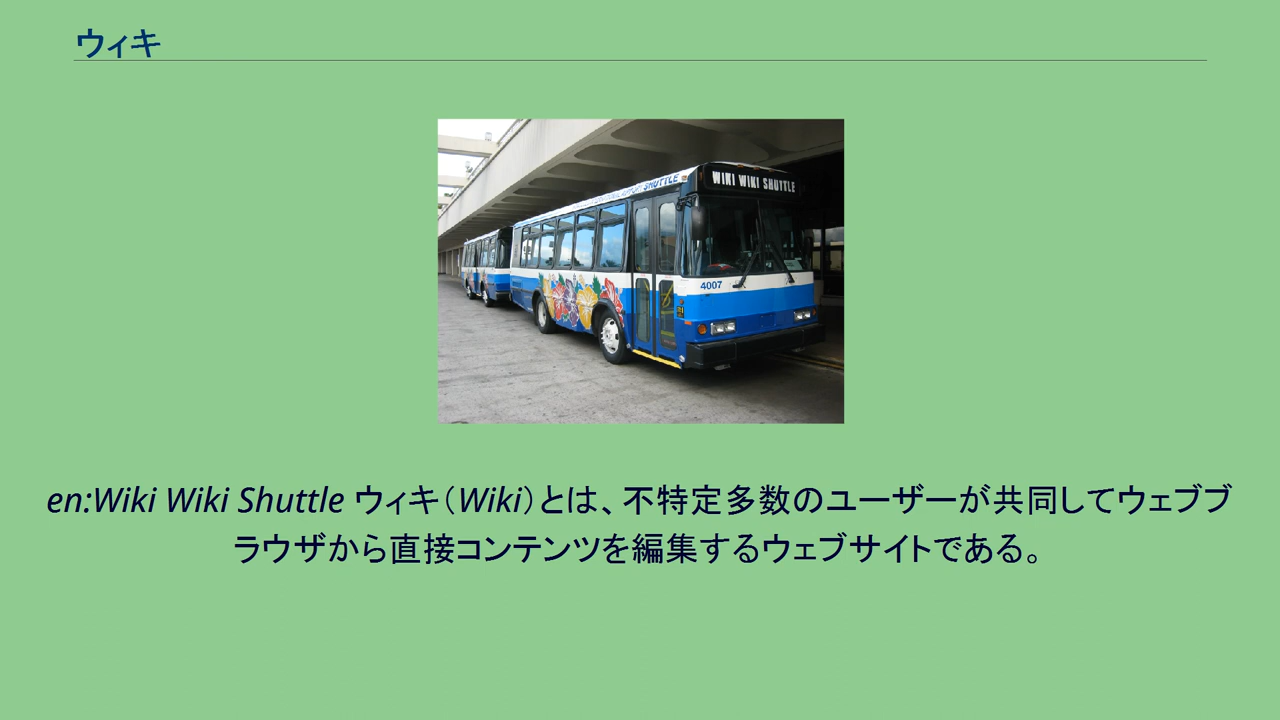 ウィキ
SHUTTLE
WIKI WIKI SHUTTLE
4007
en:Wiki Wiki Shuttle ウィキ（Wiki）とは、不特定多数のユーザーが共同してウェブブ
ラウザから直接コンテンツを編集するウェブサイトである。